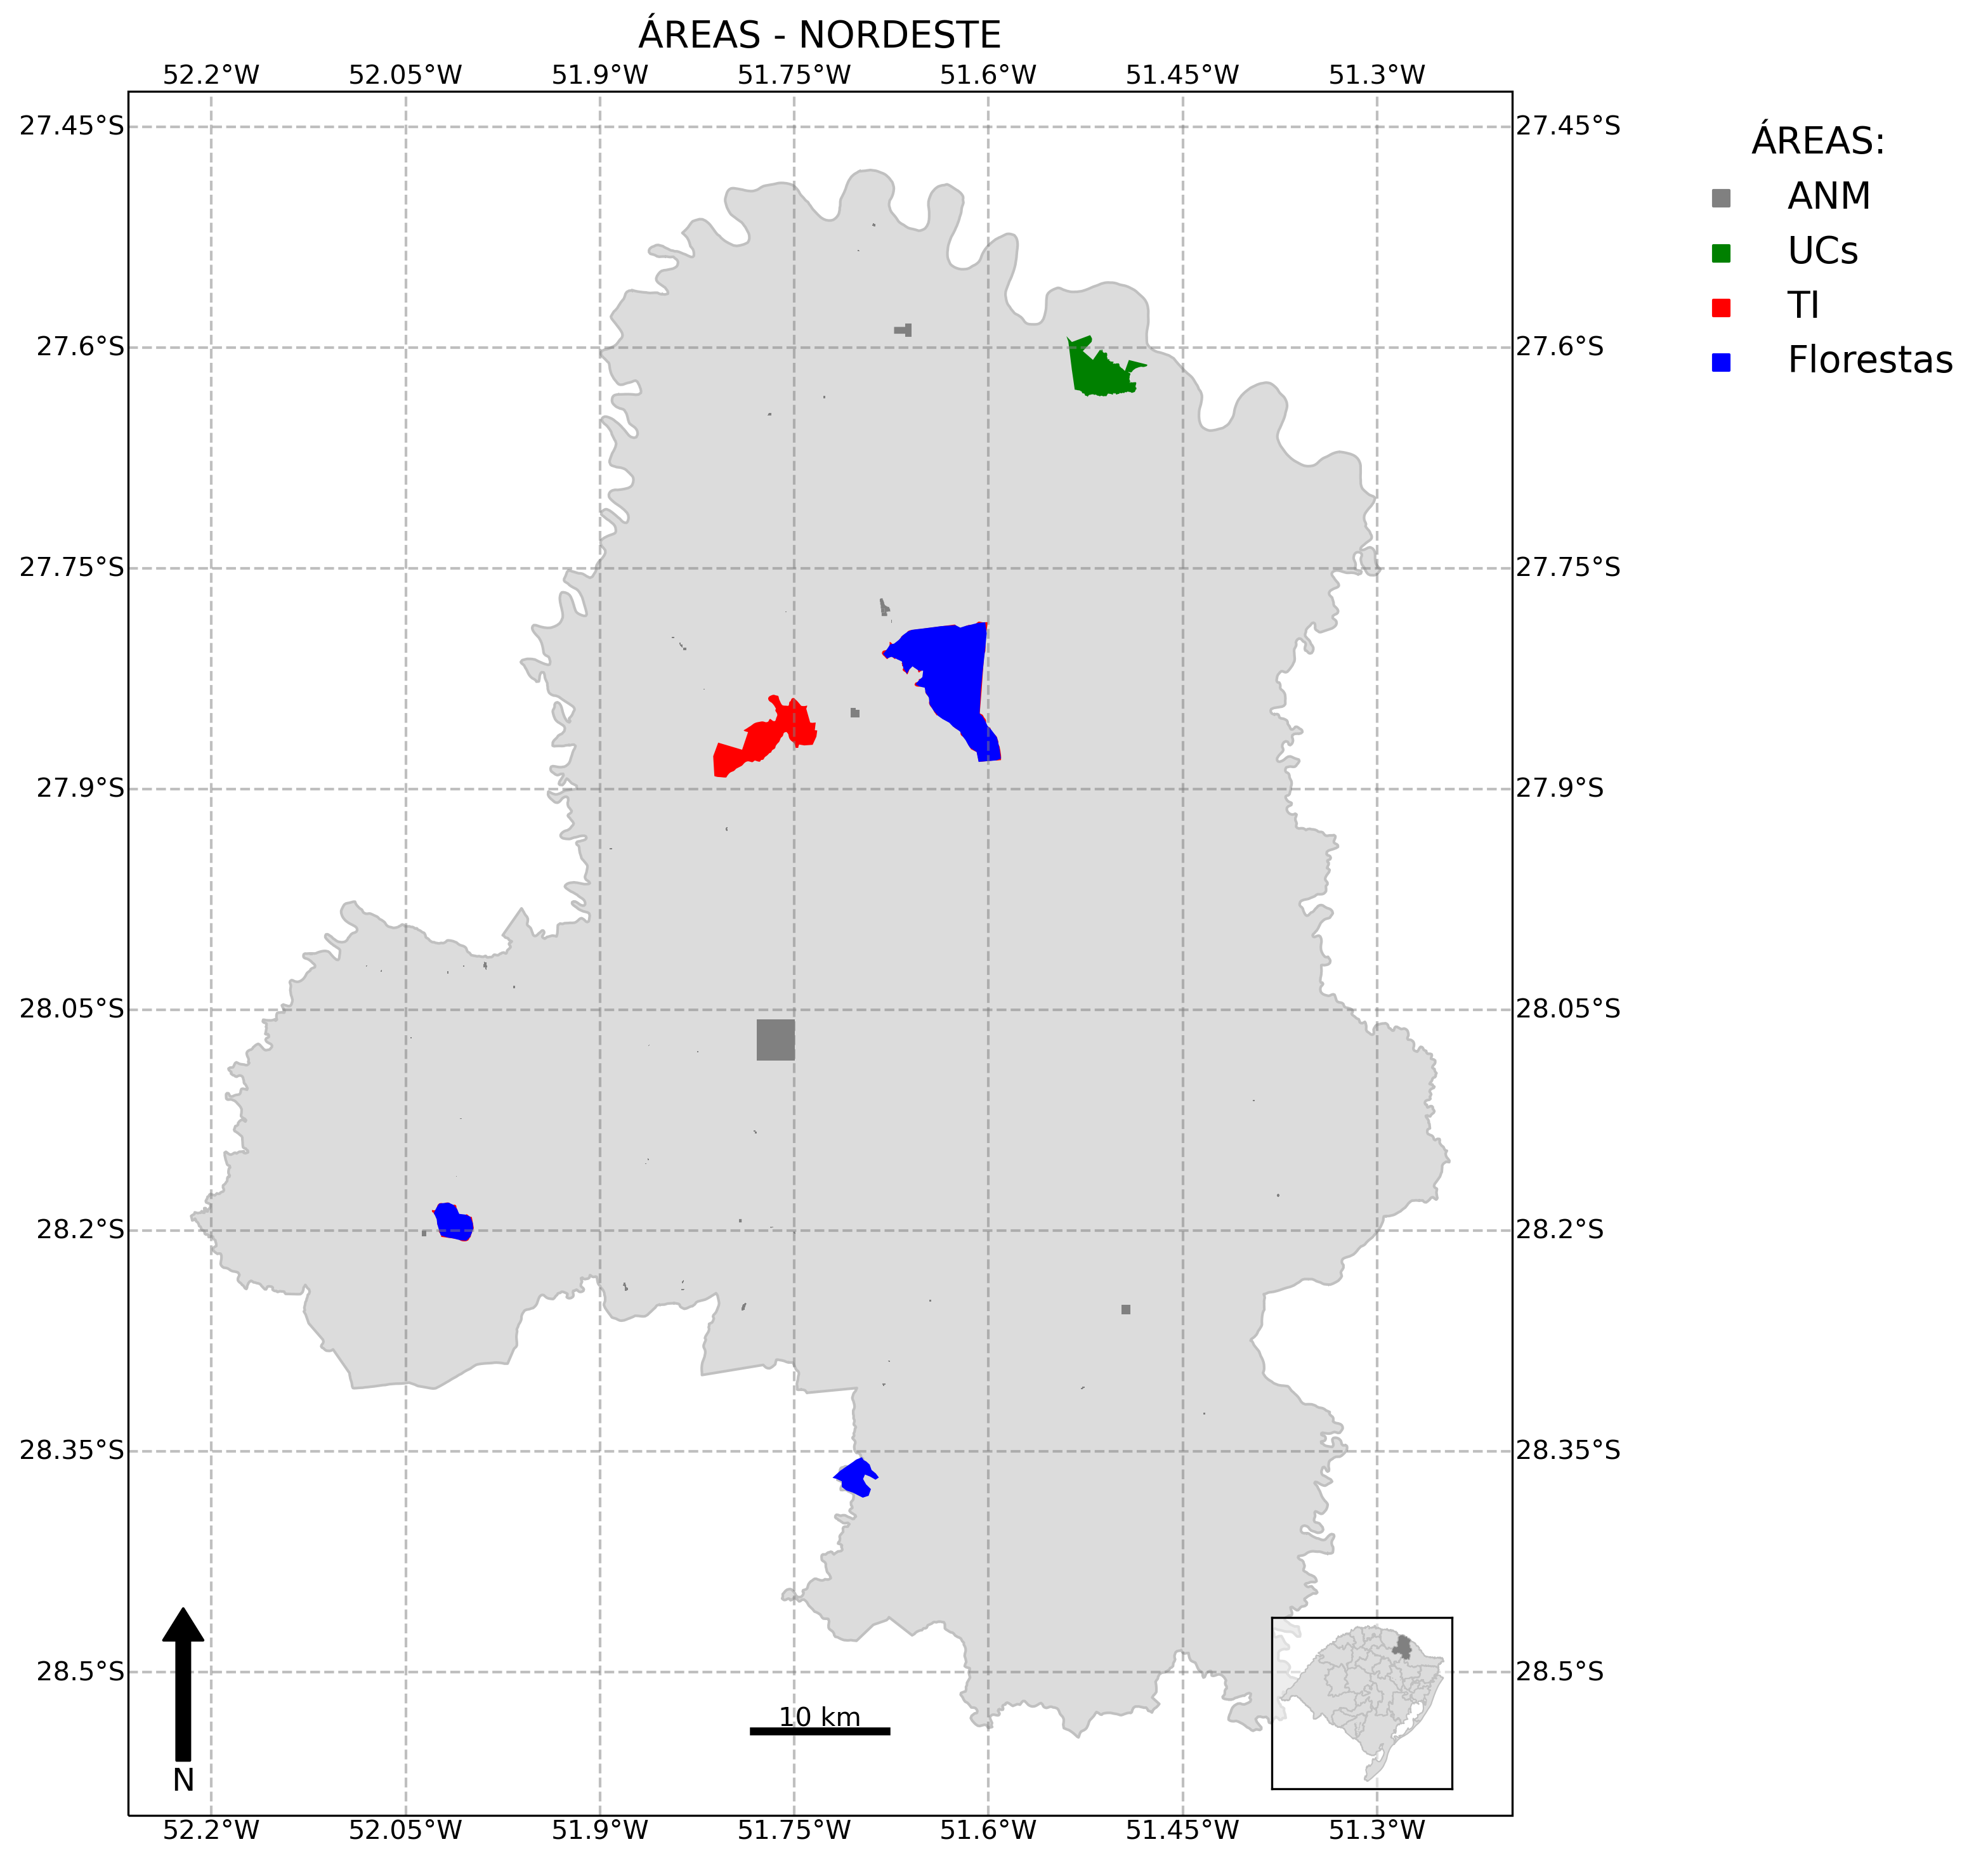 ÁREAS - NORDESTE
52.2°W 52.05°W 51.9°W 51.75°W 51.6°W 51.45°W 51.3°W
27.45°S 27.45°S
27.6°S 27.6°S
27.75°S 27.75°S
27.9°S 27.9°S
28.05°S 28.05°S
28.2°S 28.2°S
28.35°S 28.35°S
28.5°S 28.5°S
10 km
N
52.2°W 52.05°W 51.9°W 51.75°W 51.6°W 51.45°W 51.3°W
ÁREAS:
ANM
UCs
TI
Florestas